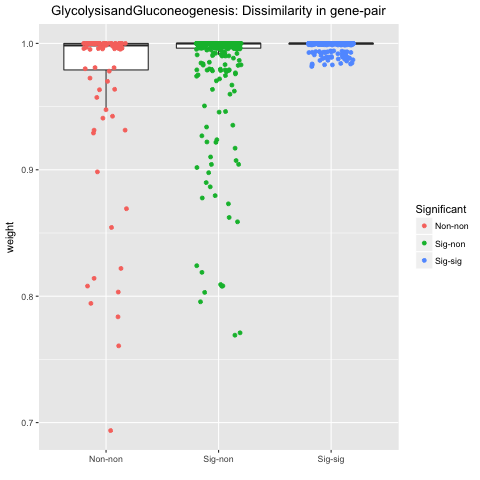 GlycolysisandGluconeogenesis: Dissimilarity in gene-pair
1.0
0.9
0.8
0.7
weight
Non-non
Sig-non
Sig-sig
Significant
Non-non
Sig-non
Sig-sig